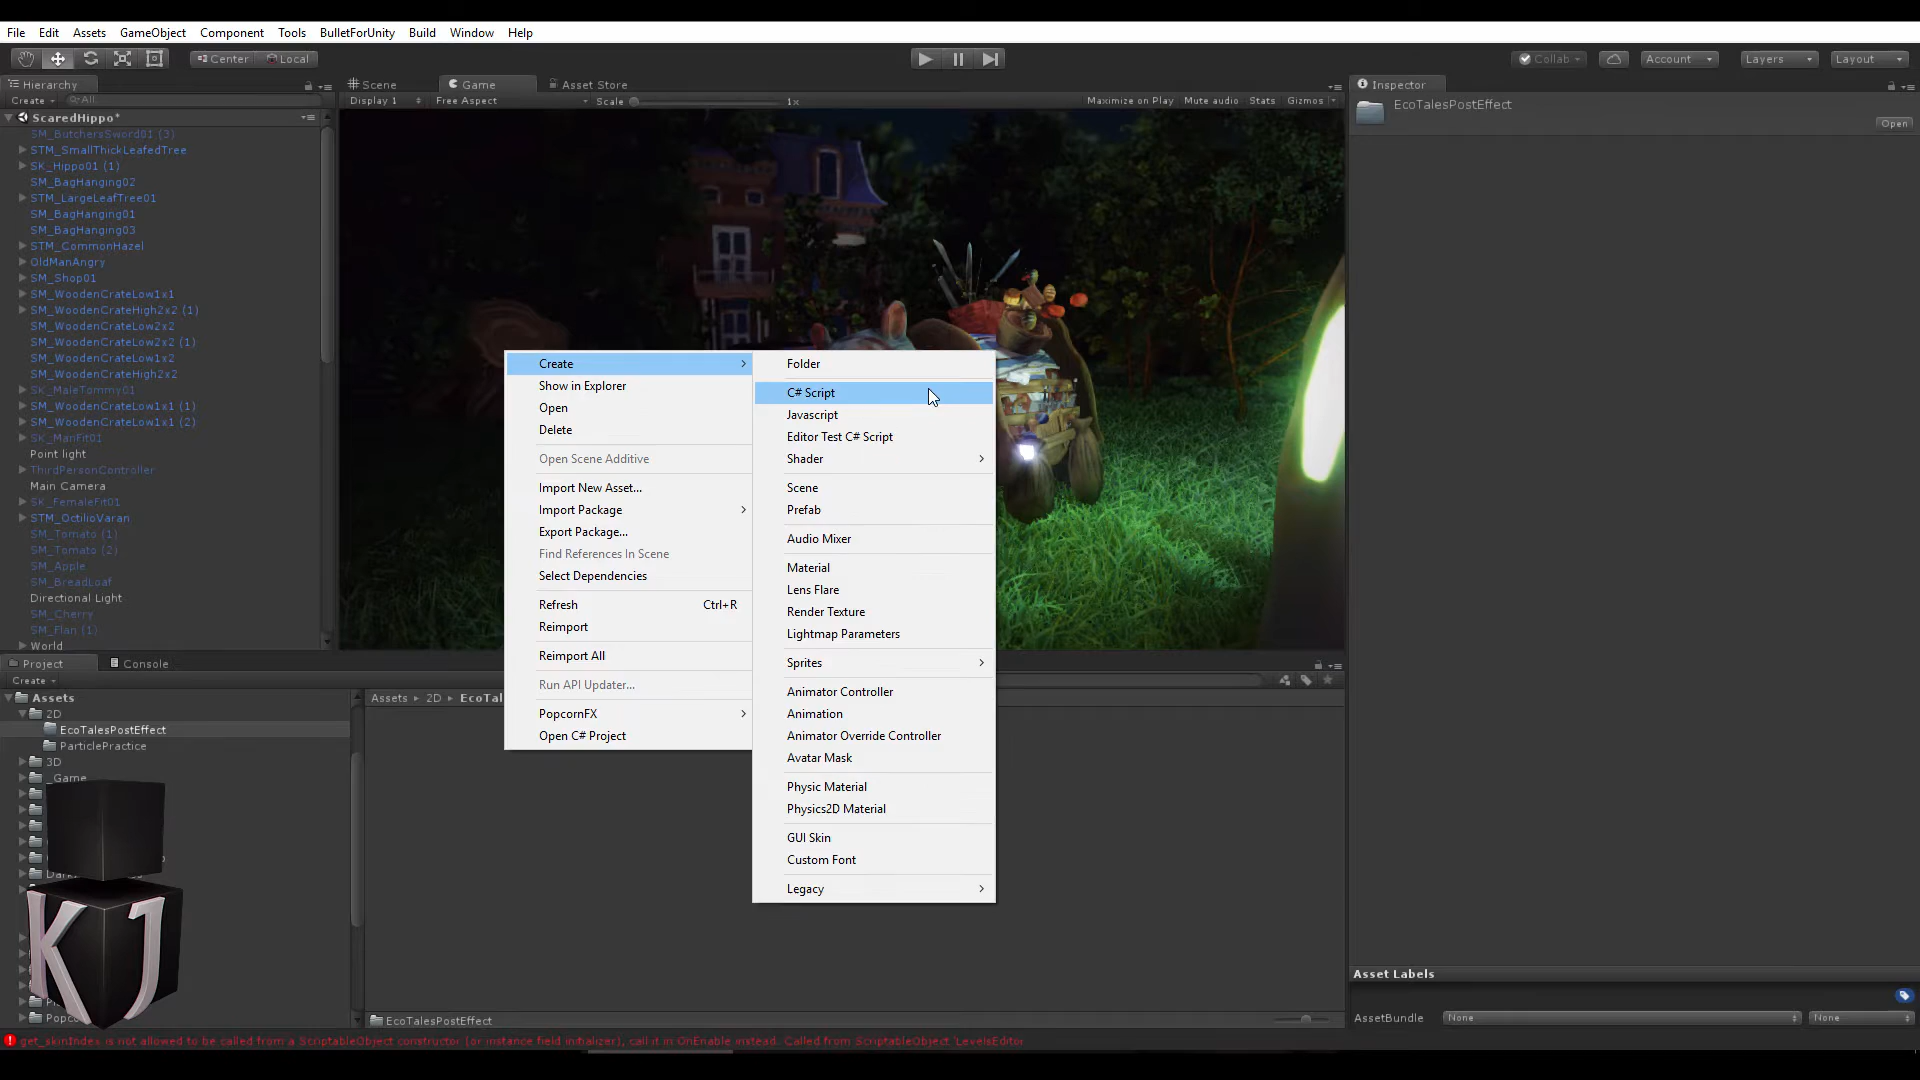 File Edit Assets GameObject Component BulletForUnity Build Window Help
Center Local Collab Account Layers Layout
Hierarchy Scene Game Asset Store Inspector
Create All Display 1 Free Aspect Scale 1x Maximize on Play Mute audio Stats Gizmos EcoTalesPostEffect
Open
ScaredHippo*
SM_ButchersSword01 (3)
STM_SmallThickLeafedTree
SK_Hippo01 (1)
SM_BagHanging02
STM_LargeLeafTree01
SM_BagHanging01
SM_BagHanging03
STM_CommonHazel
OldManAngry
SM_Shop01
SM_WoodenCrateLow1x1
SM_WoodenCrateHigh2x2 (1)
SM_WoodenCrateLow2x2
SM_WoodenCrateLow2x2 (1)
SM_WoodenCrateLow1x2
SM_WoodenCrateHigh2x2
SK_MaleTommy01
SM_WoodenCrateLow1x1 (1)
SM_WoodenCrateLow1x1 (2)
SK_ManFit01
Point light
ThirdPersonController
Main Camera
SK_FemaleFit01
STM_OctilioVaran
SM_Tomato (1)
SM_Tomato (2)
SM_Apple
SM_BreadLoaf
Directional Light
SM_Cherry
SM_Flan (1)
World
Create
Show in Explorer
Open
Delete
Open Scene Additive
Import New Asset...
Import Package
Export Package...
Find References In Scene
Select Dependencies
Refresh Ctrl+R
Reimport
Reimport All
Run API Updater...
PopcornFX
Open C# Project
Folder
C# Script
Javascript
Editor Test C# Script
Shader
Scene
Prefab
Audio Mixer
Material
Lens Flare
Render Texture
Lightmap Parameters
Sprites
Animator Controller
Animation
Animator Override Controller
Avatar Mask
Physic Material
Physics2D Material
GUI Skin
Custom Font
Legacy
Project Console
Create
Assets
2D
EcoTalesPostEffect
ParticlePractice
3D
_Game
KJ
Assets 2D EcoTal
EcoTalesPostEffect
Asset Labels
AssetBundle None None
get_skinIndex is not allowed to be called from a ScriptableObject constructor (or instance field initializer), call it in OnEnable instead. Called from ScriptableObject 'LevelsEditor